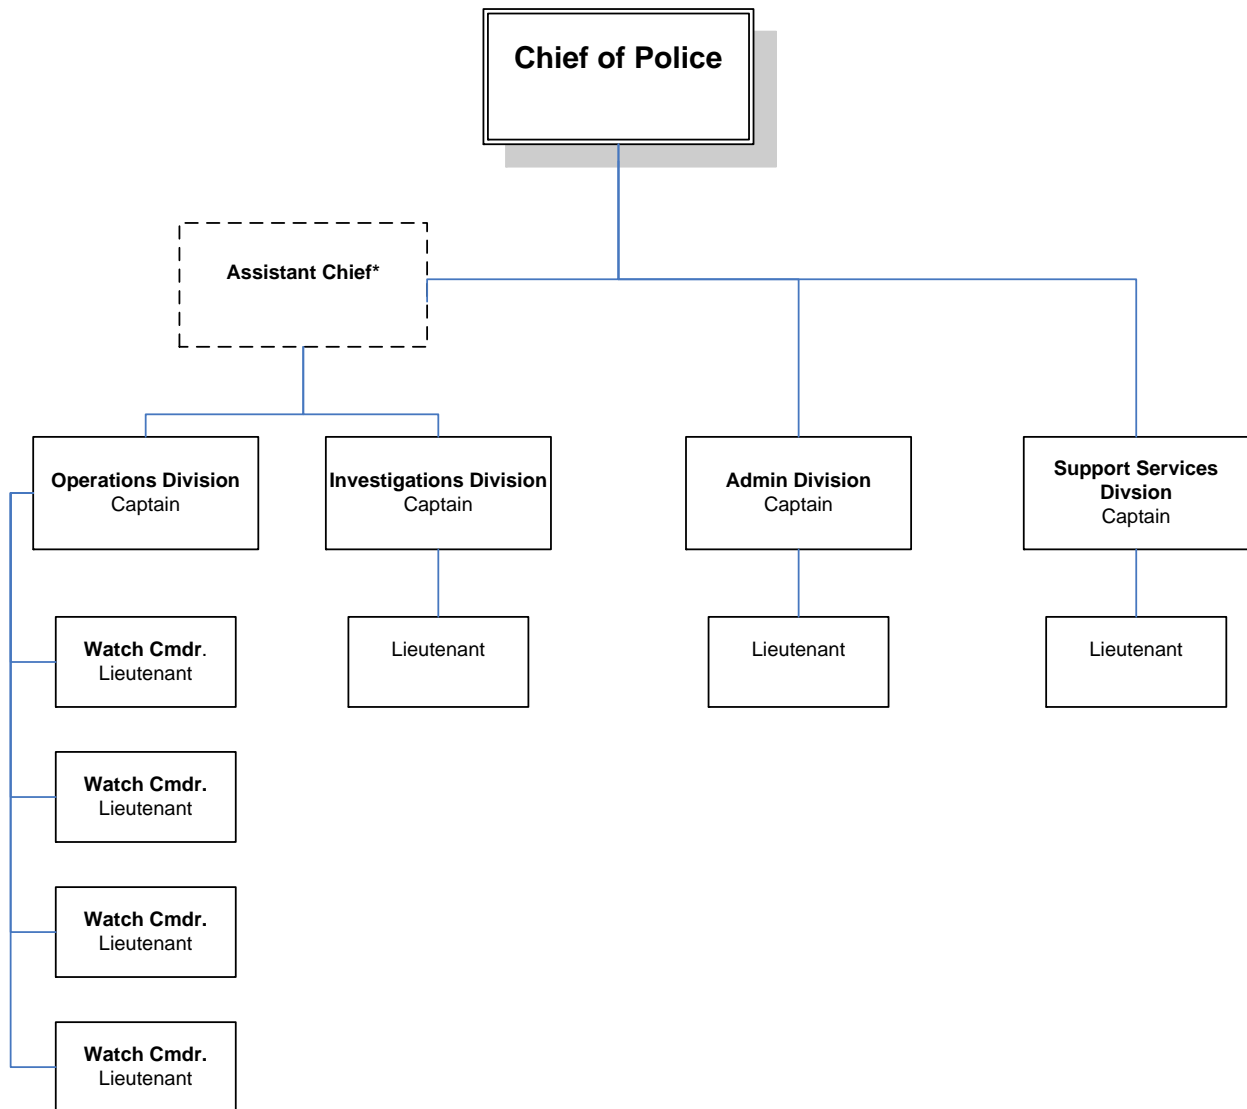 Chief of Police
Assistant Chief*
Operations Division
Captain
Investigations Division
Captain
Admin Division
Captain
Support Services
Divsion
Captain
Watch Cmdr.
Lieutenant
Lieutenant
Lieutenant
Lieutenant
Watch Cmdr.
Lieutenant
Watch Cmdr.
Lieutenant
Watch Cmdr.
Lieutenant